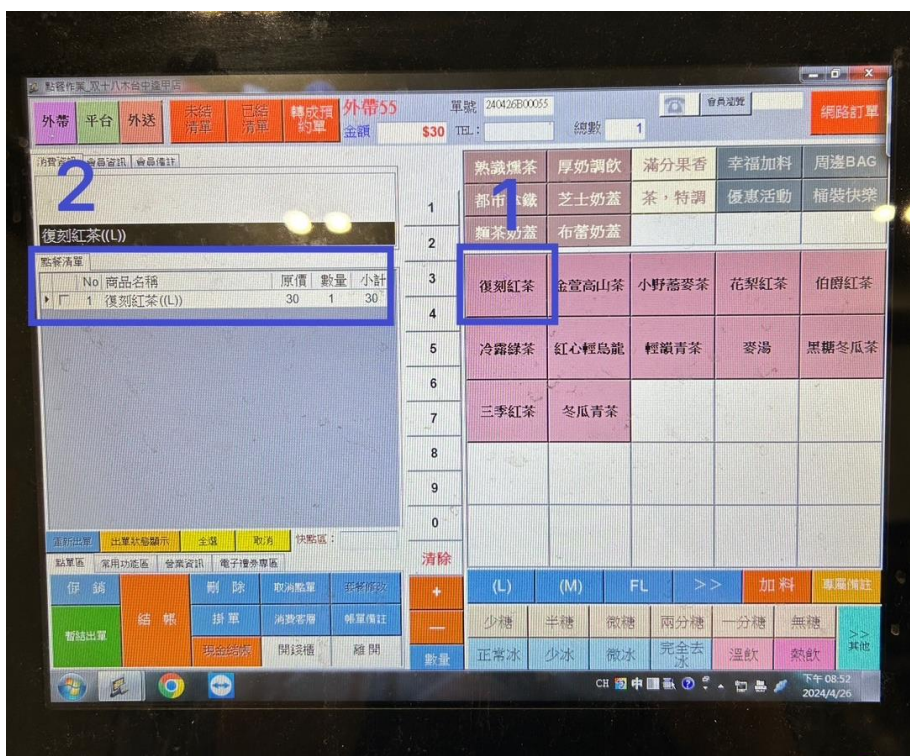 點餐作業_双十八木台中逢甲店
外帶 平台 外送 未結清單 已結清單 轉成預約單 外帶55 單號 240426B00055 會員瀏覽 網路訂單
金額 $30 TEL: 總數 1
消費資訊 會員資訊 會員備註
2
復刻紅茶((L))
點餐清單
No 商品名稱 原價 數量 小計
1 復刻紅茶((L)) 30 1 30
1
2
3
4
5
6
7
8
9
0
清除
+
—
數量
熟識燻茶 厚奶調飲 滿分果香 幸福加料 周邊BAG
都市 鐵 芝士奶蓋 茶,特調 優惠活動 桶裝快樂
類茶奶蓋 布蕾奶蓋
1
復刻紅茶 金萱高山茶 小野蕎麥茶 花梨紅茶 伯爵紅茶
冷露綠茶 紅心輕烏龍 輕韻青茶 麥湯 黑糖冬瓜茶
三季紅茶 冬瓜青茶
重新出單 出單狀態顯示 全選 取消 快點區:
點單區 常用功能區 營業資訊 電子禮券專區
促銷 結帳 刪除 取消點單 套餐修改
暫結出單 掛單 消費客層 帳單備註
現金結帳 開錢櫃 離開
(L) (M) FL >> 加料 專屬備註
少糖 半糖 微糖 兩分糖 一分糖 無糖 >>其他
正常冰 少冰 微冰 完全去冰 溫飲 熱飲
CH 中 下午 08:52
2024/4/26